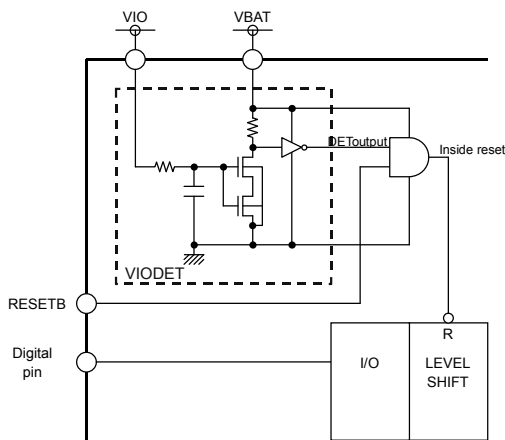 VIO
VBAT
DEToutput
Inside reset
VIODET
RESETB
Digital
pin
R
I/O
LEVEL
SHIFT